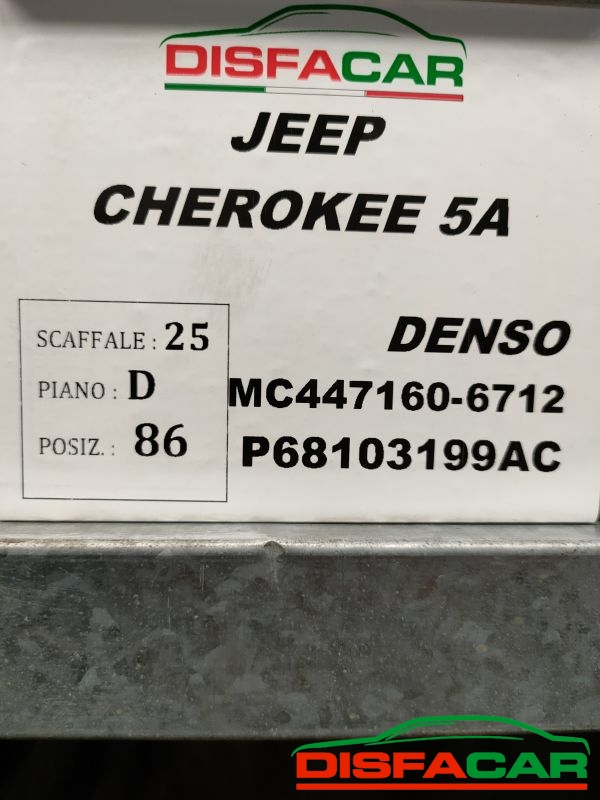 DISFACAR
JEEP
CHEROKEE 5A
SCAFFALE : 25
PIANO : D
POSIZ. : 86
DENSO
MC447160-6712
P68103199AC
DISFACAR